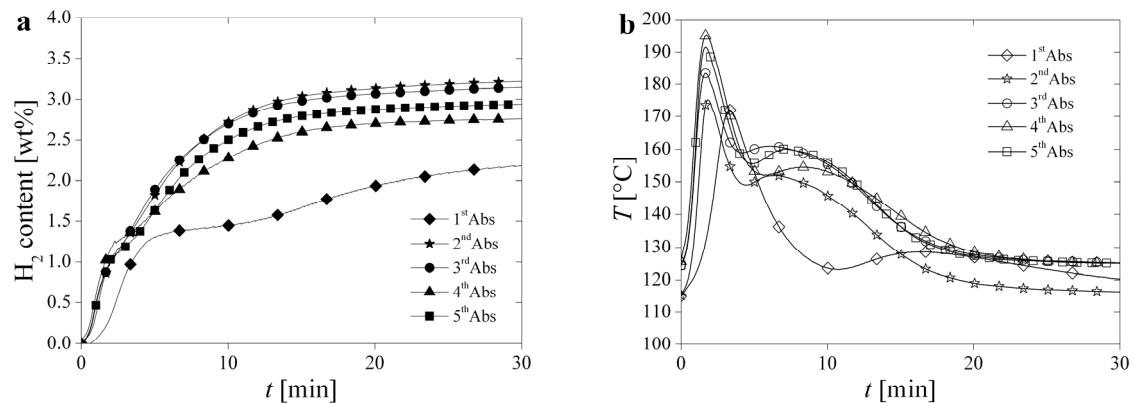 a
4.0
3.5
3.0
2.5
2.0
1.5
1.0
0.5
0.0
0
10
20
30
H₂ content [wt%]
t [min]
1ˢᵗAbs
2ⁿᵈAbs
3ʳᵈAbs
4ᵗʰAbs
5ᵗʰAbs
b
200
190
180
170
160
150
140
130
120
110
100
0
10
20
30
T [°C]
t [min]
1ˢᵗAbs
2ⁿᵈAbs
3ʳᵈAbs
4ᵗʰAbs
5ᵗʰAbs